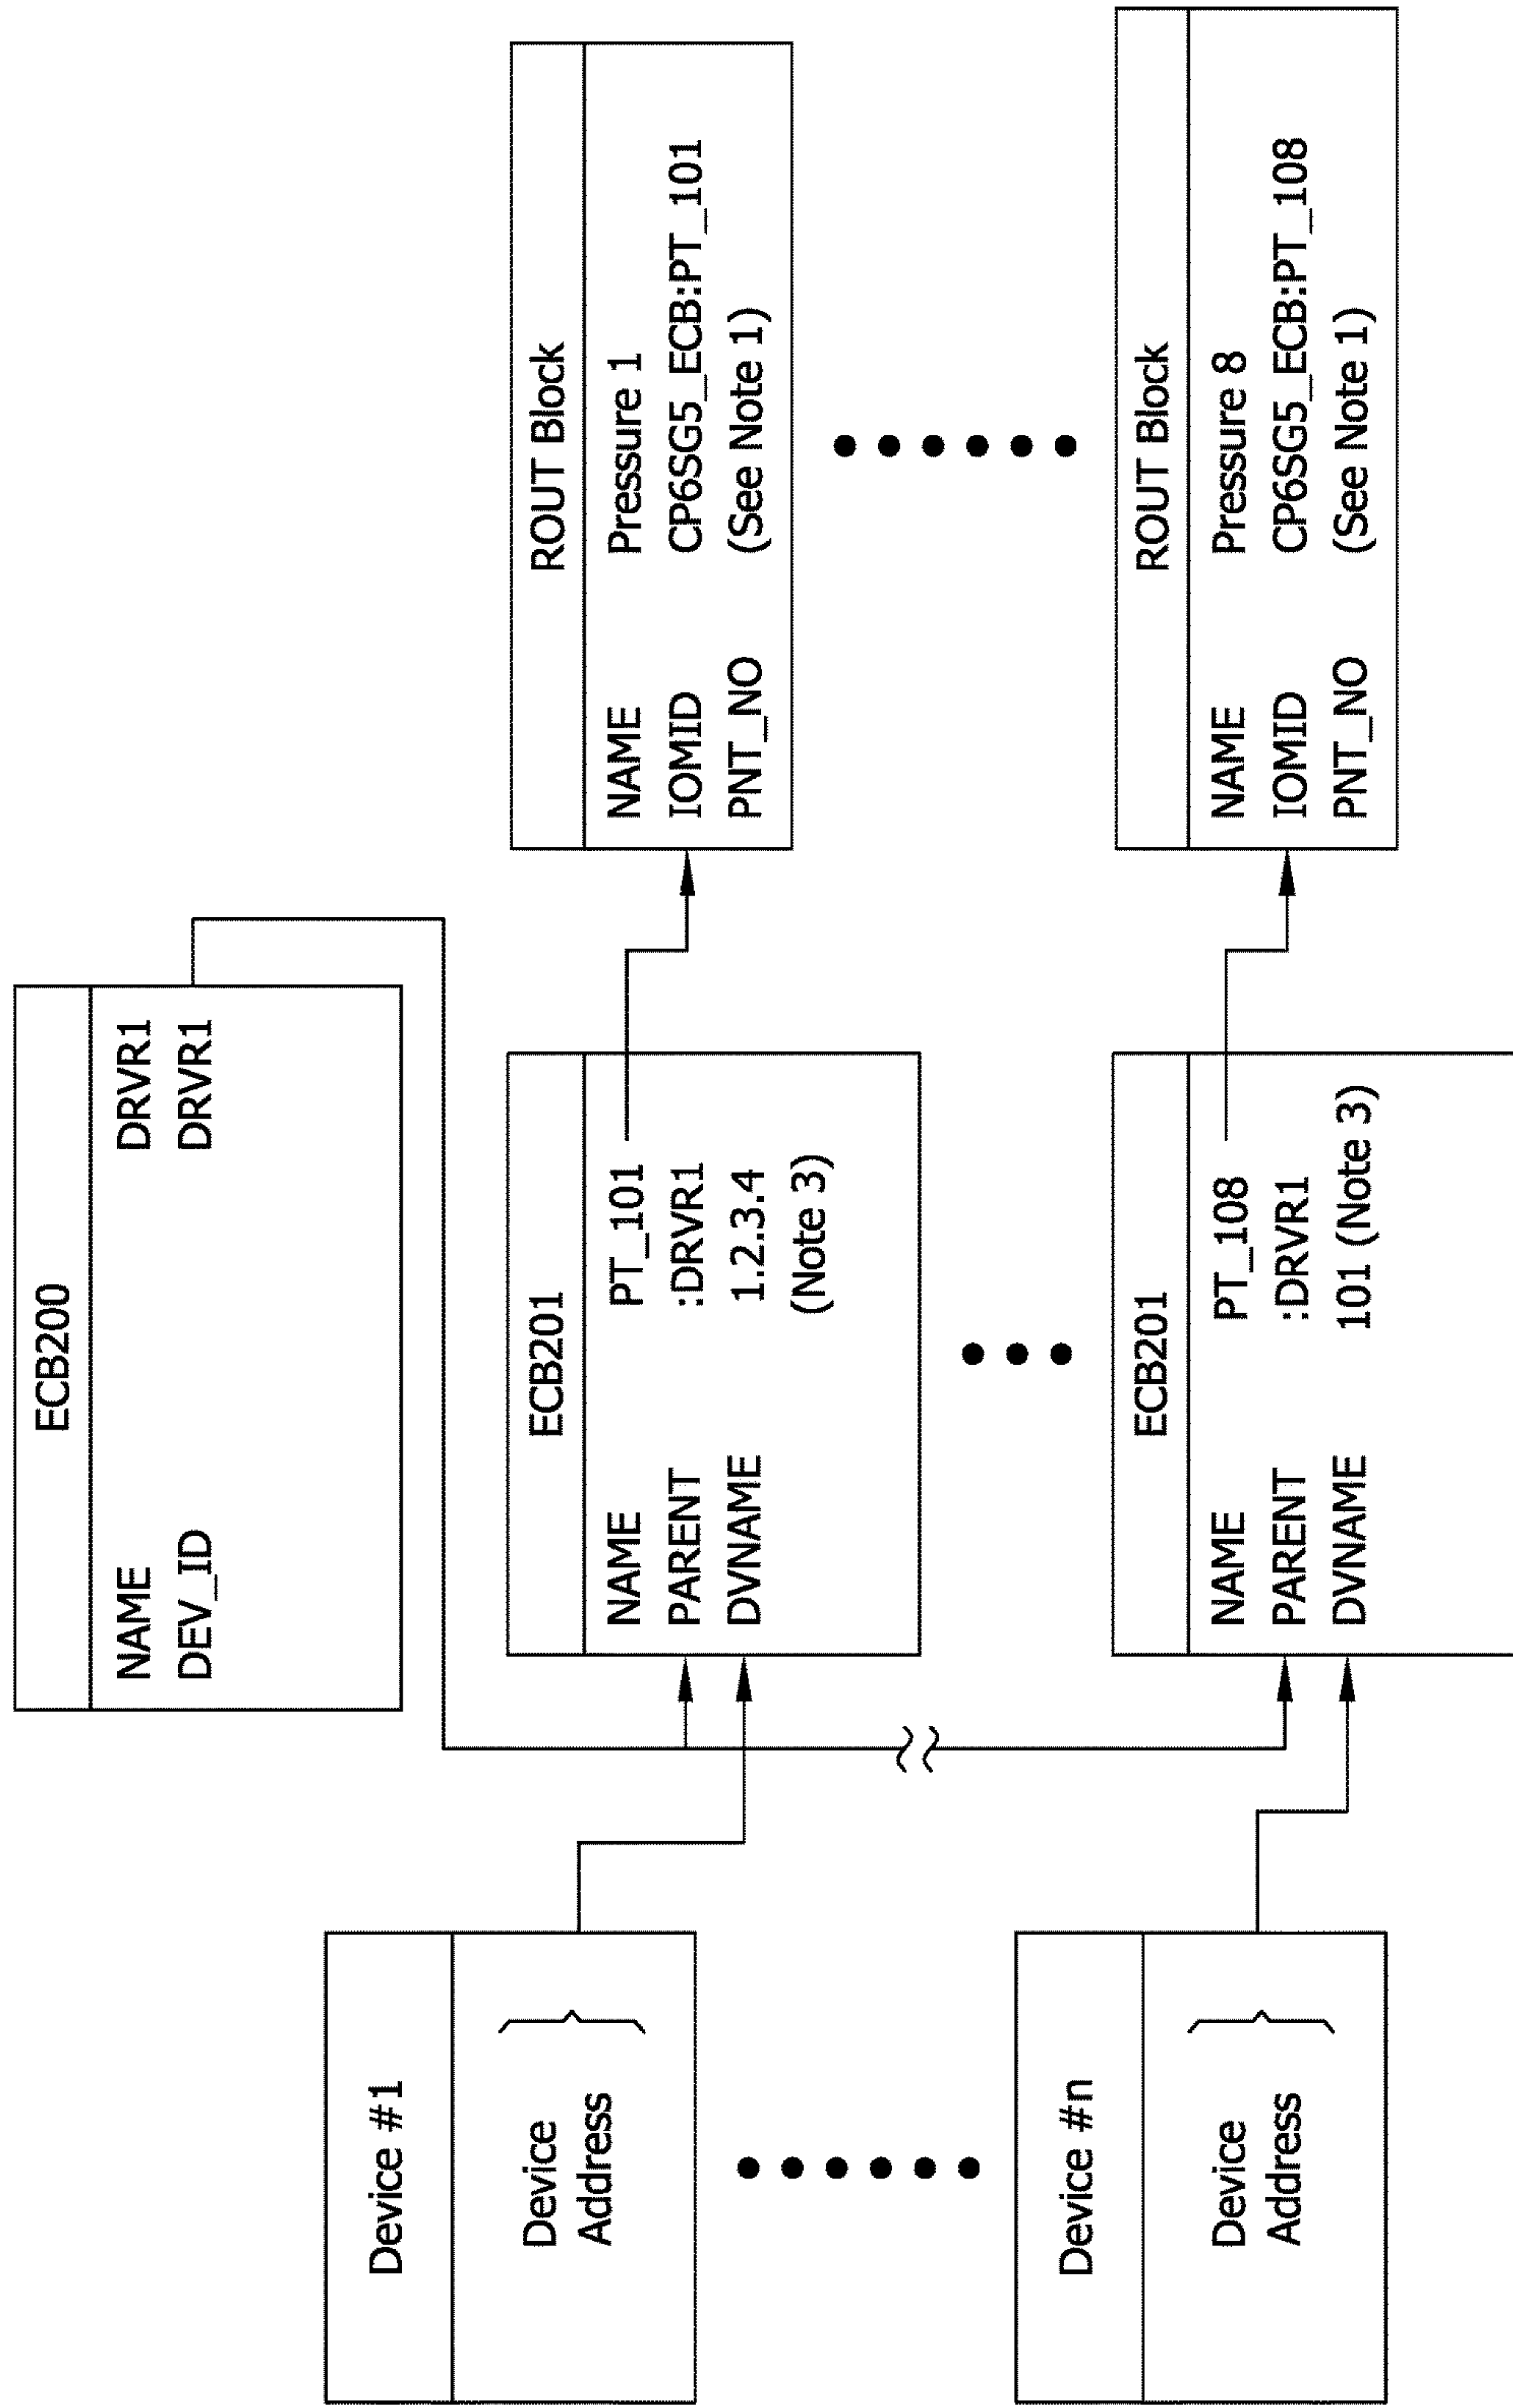 ECB200
NAME DRVR1
DEV_ID DRVR1
Device #1
Device
Address
ECB201
NAME PT_101
PARENT :DRVR1
DVNAME 1.2.3.4
(Note 3)
ROUT Block
NAME Pressure 1
IOMID CP6SG5_ECB:PT_101
PNT_NO (See Note 1)
Device #n
Device
Address
ECB201
NAME PT_108
PARENT :DRVR1
DVNAME 101 (Note 3)
ROUT Block
NAME Pressure 8
IOMID CP6SG5_ECB:PT_108
PNT_NO (See Note 1)